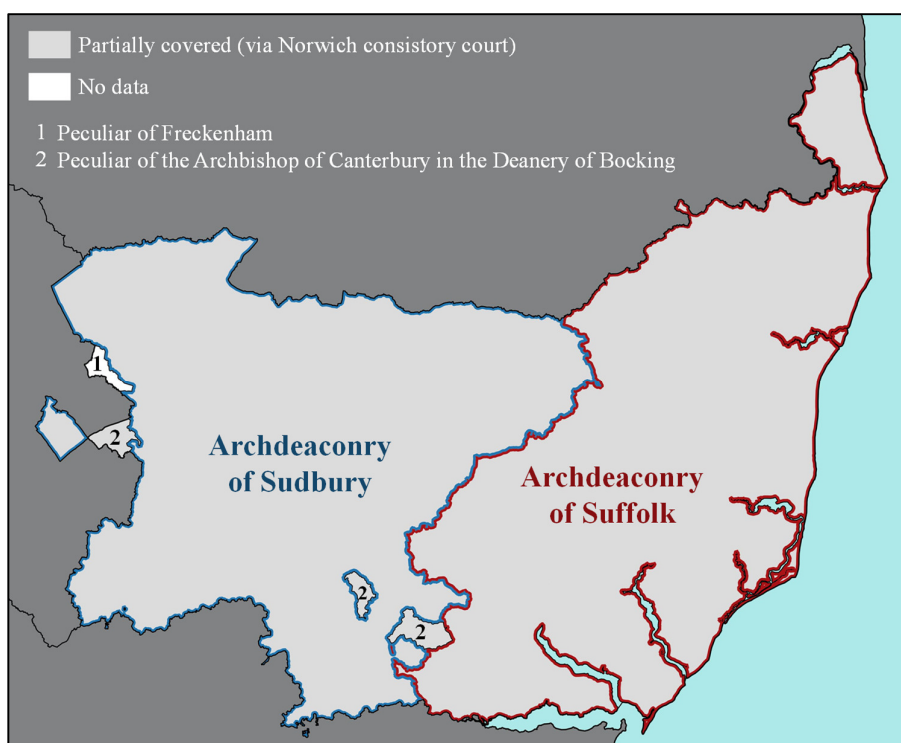 Partially covered (via Norwich consistory court)
No data
1 Peculiar of Freckenham
2 Peculiar of the Archbishop of Canterbury in the Deanery of Bocking
1
2
Archdeaconry
of Sudbury
Archdeaconry
of Suffolk
2
2